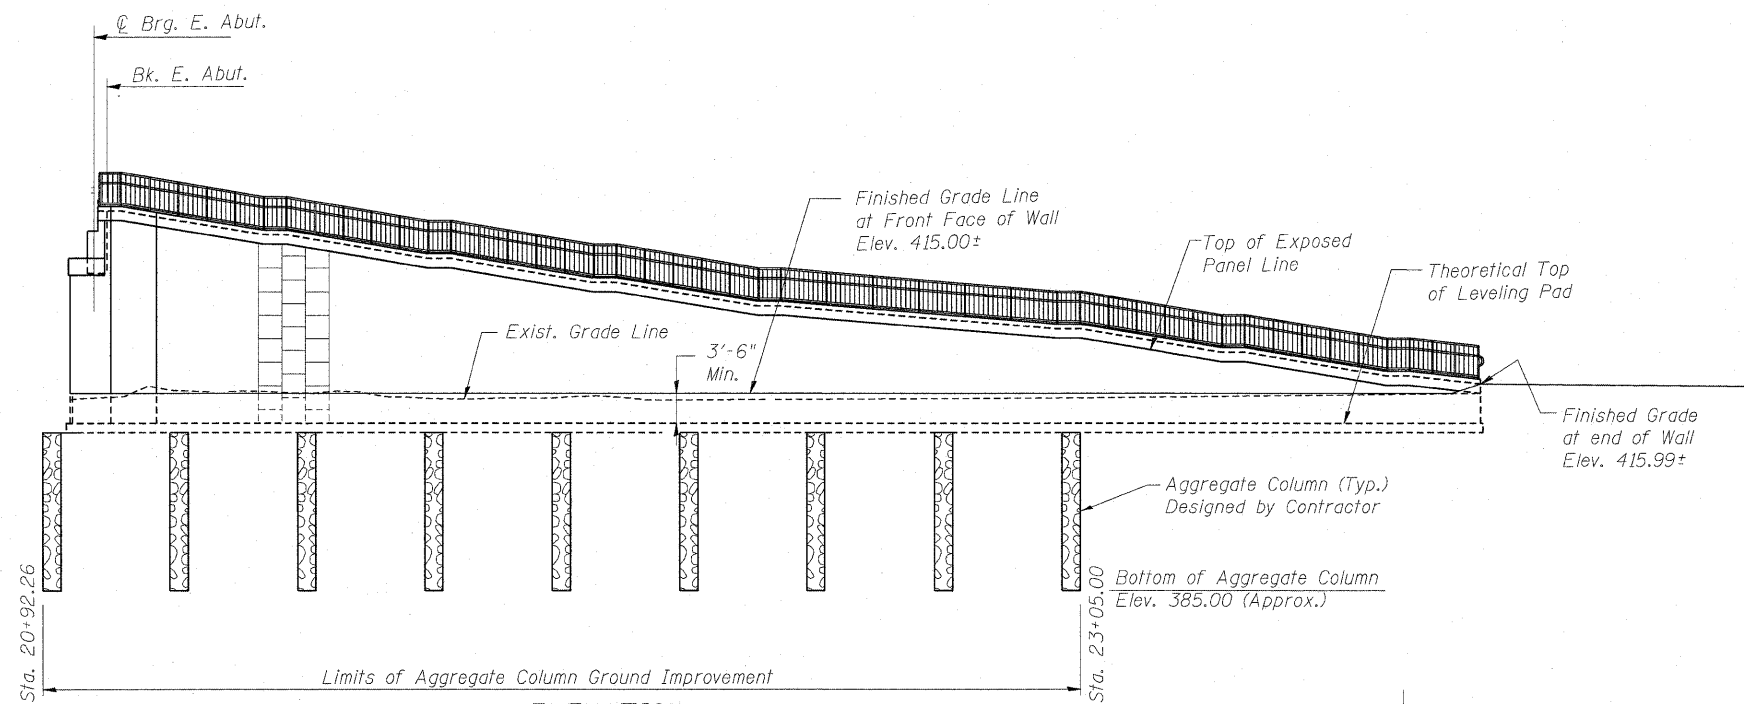 ℄ Brg. E. Abut.
Bk. E. Abut.
Finished Grade Line
at Front Face of Wall
Elev. 415.00±
Top of Exposed
Panel Line
Theoretical Top
of Leveling Pad
Exist. Grade Line
3'-6"
Min.
Finished Grade
at end of Wall
Elev. 415.99±
Aggregate Column (Typ.)
Designed by Contractor
Bottom of Aggregate Column
Elev. 385.00 (Approx.)
Sta. 20+92.26
Sta. 23+05.00
Limits of Aggregate Column Ground Improvement